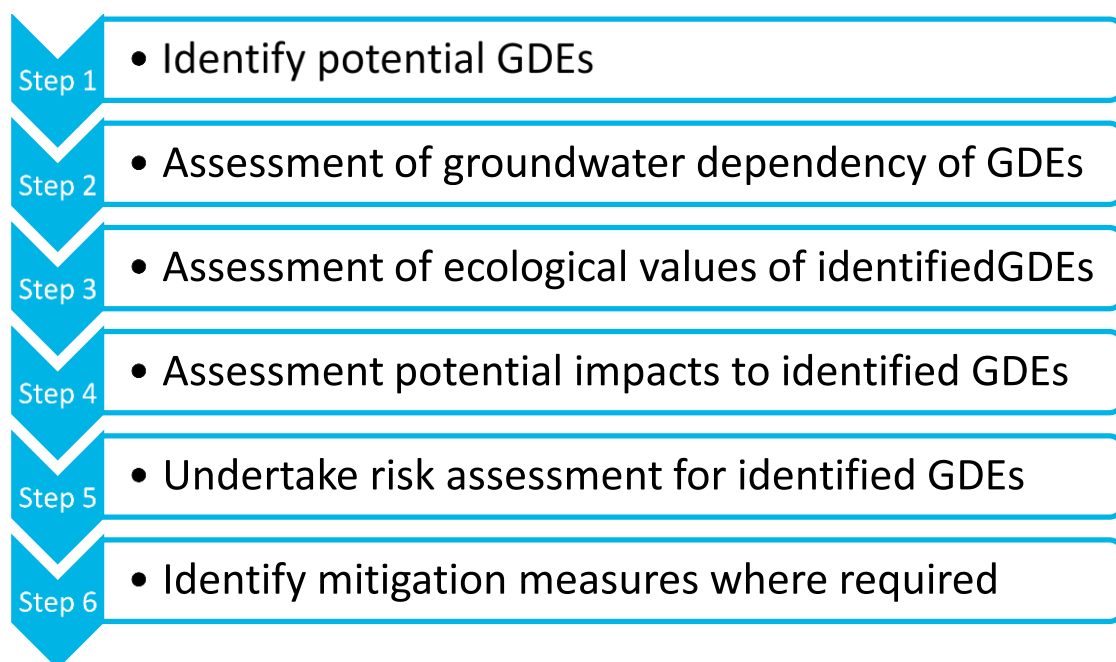 Step 1
• Identify potential GDEs
Step 2
• Assessment of groundwater dependency of GDEs
Step 3
• Assessment of ecological values of identifiedGDEs
Step 4
• Assessment potential impacts to identified GDEs
Step 5
• Undertake risk assessment for identified GDEs
Step 6
• Identify mitigation measures where required